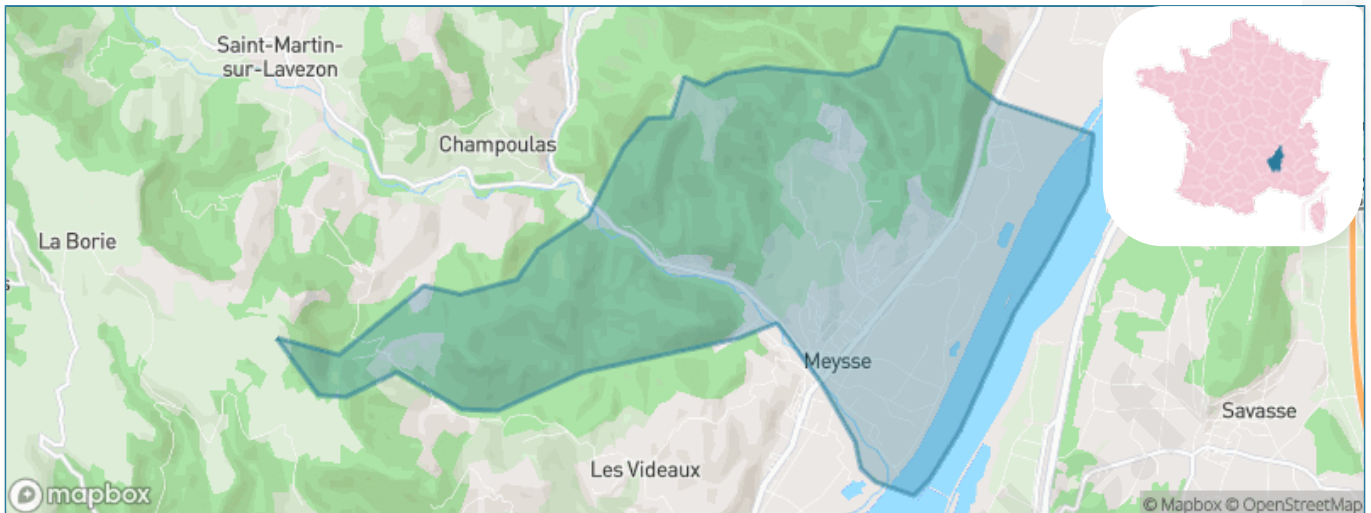 Saint-Martin-
sur-Lavezon
Champoulas
La Borie
s
Meysse
Savasse
Les Videaux
mapbox
© Mapbox © OpenStreetMap